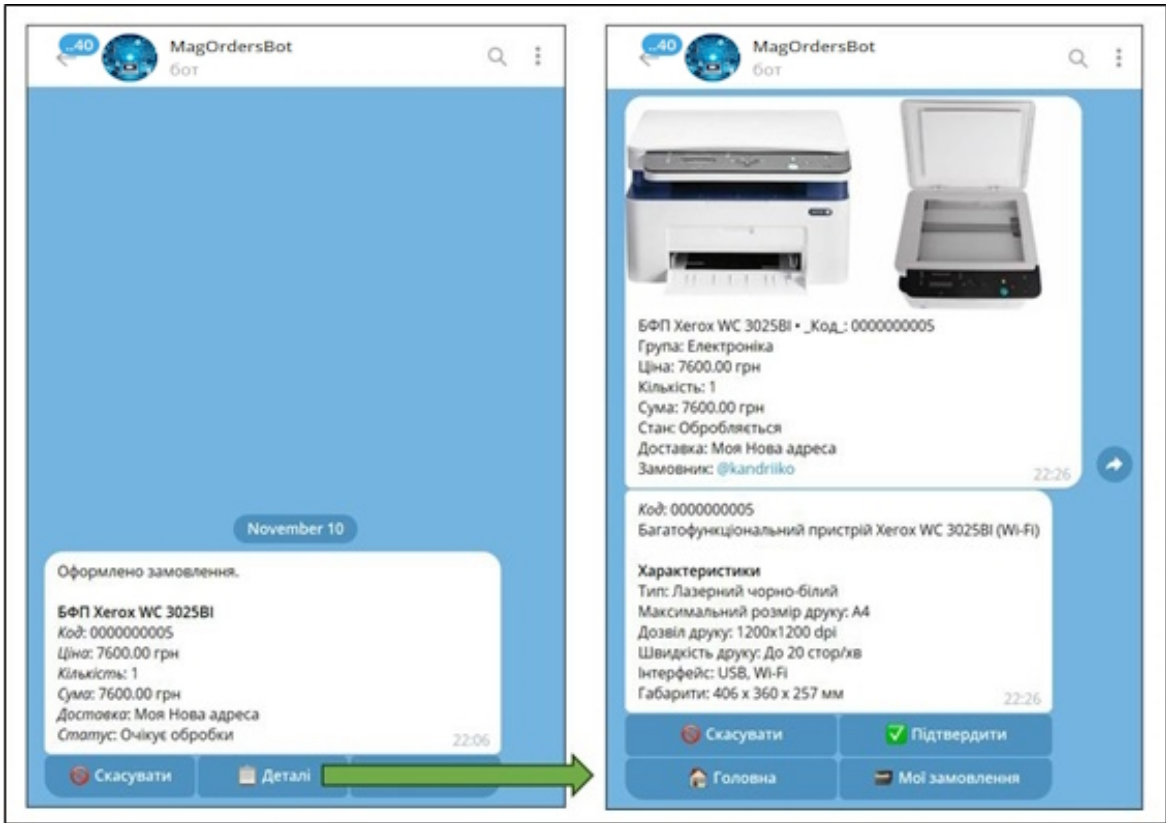 ..40
MagOrdersBot
бот
November 10
Оформлено замовлення.
БФП Xerox WC 3025BI
Код: 0000000005
Ціна: 7600.00 грн
Кількість: 1
Сума: 7600.00 грн
Доставка: Моя Нова адреса
Статус: Очікує обробки
22:06
Скасувати
Деталі
..40
MagOrdersBot
бот
БФП Xerox WC 3025BI • _Код_: 0000000005
Група: Електроніка
Ціна: 7600.00 грн
Кількість: 1
Сума: 7600.00 грн
Стан: Обробляється
Доставка: Моя Нова адреса
Замовник: @kandriiko
22:26
Код: 0000000005
Багатофункціональний пристрій Xerox WC 3025BI (Wi-Fi)
Характеристики
Тип: Лазерний чорно-білий
Максимальний розмір друку: A4
Дозвіл друку: 1200x1200 dpi
Швидкість друку: До 20 стор/хв
Інтерфейс: USB, Wi-Fi
Габарити: 406 x 360 x 257 мм
22:26
Скасувати
Підтвердити
Головна
Мої замовлення